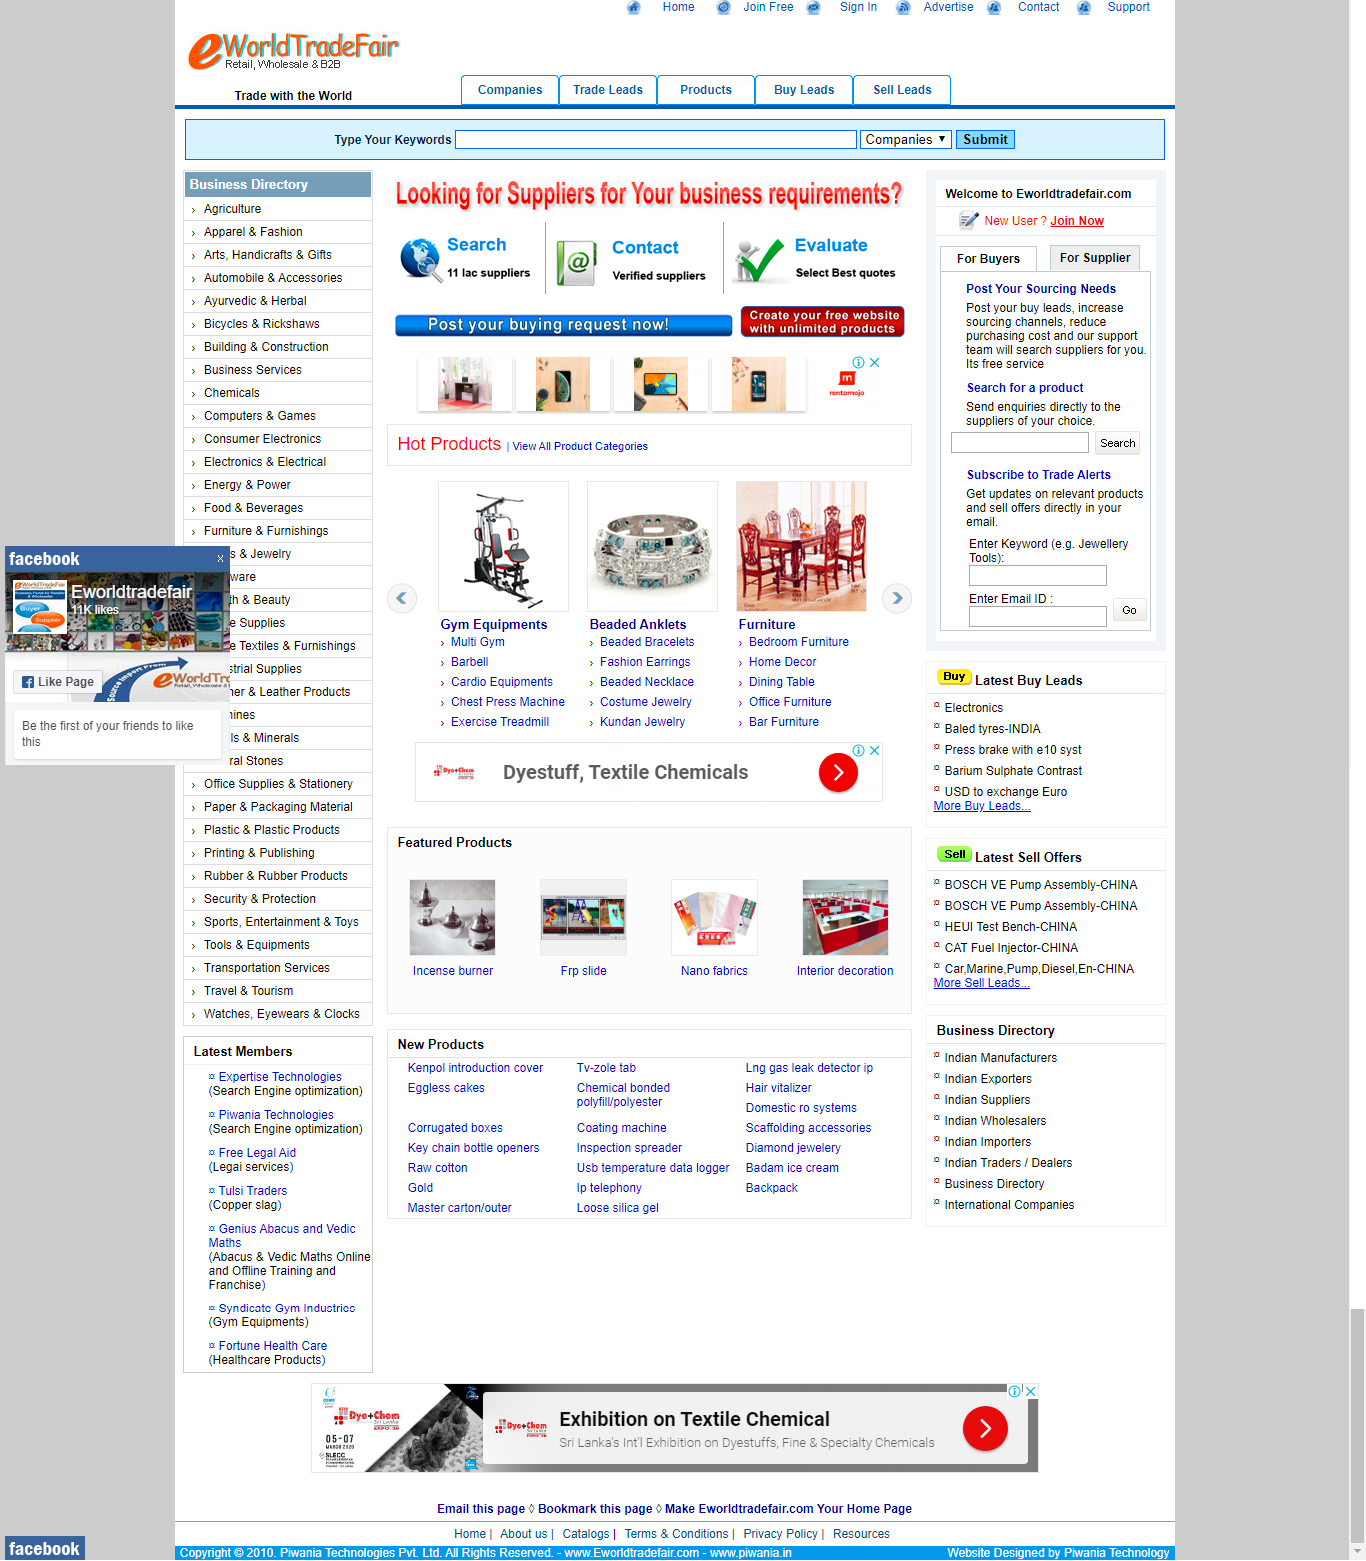 Home Join Free Sign In Advertise Contact Support
eWorldTradeFair
Retail, Wholesale & B2B
Trade with the World
Companies Trade Leads Products Buy Leads Sell Leads
Type Your Keywords Companies Submit
Business Directory
Agriculture
Apparel & Fashion
Arts, Handicrafts & Gifts
Automobile & Accessories
Ayurvedic & Herbal
Bicycles & Rickshaws
Building & Construction
Business Services
Chemicals
Computers & Games
Consumer Electronics
Electronics & Electrical
Energy & Power
Food & Beverages
Furniture & Furnishings
s & Jewelry
ware
th & Beauty
e Supplies
e Textiles & Furnishings
strial Supplies
her & Leather Products
hines
ls & Minerals
ral Stones
Office Supplies & Stationery
Paper & Packaging Material
Plastic & Plastic Products
Printing & Publishing
Rubber & Rubber Products
Security & Protection
Sports, Entertainment & Toys
Tools & Equipments
Transportation Services
Travel & Tourism
Watches, Eyewears & Clocks
facebook x
Eworldtradefair
11K likes
Like Page
Be the first of your friends to like
this
Latest Members
¤ Expertise Technologies
(Search Engine optimization)
¤ Piwania Technologies
(Search Engine optimization)
¤ Free Legal Aid
(Legai services)
¤ Tulsi Traders
(Copper slag)
¤ Genius Abacus and Vedic
Maths
(Abacus & Vedic Maths Online
and Offline Training and
Franchise)
¤ Syndicate Gym Industries
(Gym Equipments)
¤ Fortune Health Care
(Healthcare Products)
Looking for Suppliers for Your business requirements?
Search
11 lac suppliers
Contact
Verified suppliers
Evaluate
Select Best quotes
Post your buying request now!
Create your free website
with unlimited products
rentomojo
Hot Products | View All Product Categories
Gym Equipments
Multi Gym
Barbell
Cardio Equipments
Chest Press Machine
Exercise Treadmill
Beaded Anklets
Beaded Bracelets
Fashion Earrings
Beaded Necklace
Costume Jewelry
Kundan Jewelry
Furniture
Bedroom Furniture
Home Decor
Dining Table
Office Furniture
Bar Furniture
Dye+Chem
Dyestuff, Textile Chemicals
Featured Products
Incense burner Frp slide Nano fabrics Interior decoration
New Products
Kenpol introduction cover Tv-zole tab Lng gas leak detector ip
Eggless cakes Chemical bonded Hair vitalizer
polyfill/polyester
Domestic ro systems
Corrugated boxes Coating machine Scaffolding accessories
Key chain bottle openers Inspection spreader Diamond jewelery
Raw cotton Usb temperature data logger Badam ice cream
Gold Ip telephony Backpack
Master carton/outer Loose silica gel
Welcome to Eworldtradefair.com
New User ? Join Now
For Buyers For Supplier
Post Your Sourcing Needs
Post your buy leads, increase
sourcing channels, reduce
purchasing cost and our support
team will search suppliers for you.
Its free service
Search for a product
Send enquiries directly to the
suppliers of your choice.
Search
Subscribe to Trade Alerts
Get updates on relevant products
and sell offers directly in your
email.
Enter Keyword (e.g. Jewellery
Tools):
Enter Email ID :
Go
Buy Latest Buy Leads
¤ Electronics
¤ Baled tyres-INDIA
¤ Press brake with e10 syst
¤ Barium Sulphate Contrast
¤ USD to exchange Euro
More Buy Leads...
Sell Latest Sell Offers
¤ BOSCH VE Pump Assembly-CHINA
¤ BOSCH VE Pump Assembly-CHINA
¤ HEUI Test Bench-CHINA
¤ CAT Fuel Injector-CHINA
¤ Car,Marine,Pump,Diesel,En-CHINA
More Sell Leads...
Business Directory
¤ Indian Manufacturers
¤ Indian Exporters
¤ Indian Suppliers
¤ Indian Wholesalers
¤ Indian Importers
¤ Indian Traders / Dealers
¤ Business Directory
¤ International Companies
Dye+Chem
Sri Lanka
05-07
MARCH 2020
SLECC
Dye+Chem
Exhibition on Textile Chemical
Sri Lanka's Int'l Exhibition on Dyestuffs, Fine & Specialty Chemicals
Email this page ◊ Bookmark this page ◊ Make Eworldtradefair.com Your Home Page
Home | About us | Catalogs | Terms & Conditions | Privacy Policy | Resources
facebook
Copyright © 2010. Piwania Technologies Pvt. Ltd. All Rights Reserved. - www.Eworldtradefair.com - www.piwania.in Website Designed by Piwania Technology